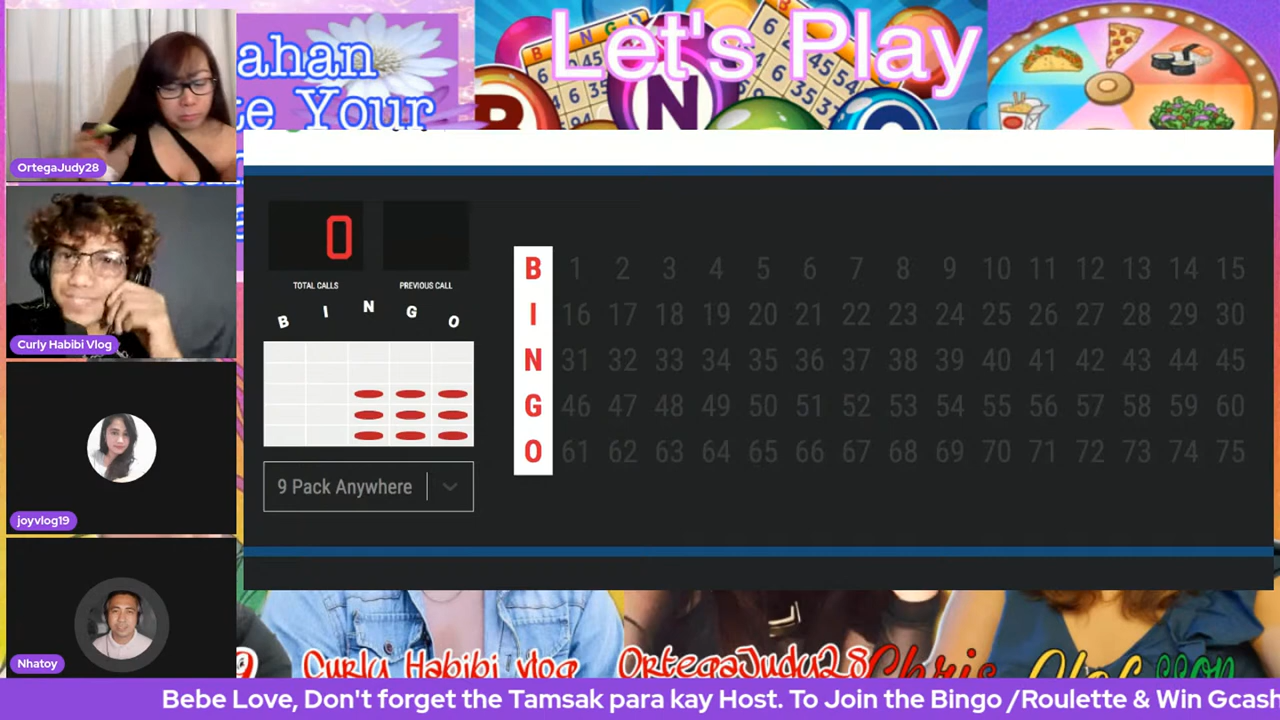 ahan
te Your
Let's Play
B I N G O
N
OrtegaJudy28
Curly Habibi Vlog
joyvlog19
Nhatoy
0
TOTAL CALLS
PREVIOUS CALL
B I N G O
9 Pack Anywhere
B 1 2 3 4 5 6 7 8 9 10 11 12 13 14 15
I 16 17 18 19 20 21 22 23 24 25 26 27 28 29 30
N 31 32 33 34 35 36 37 38 39 40 41 42 43 44 45
G 46 47 48 49 50 51 52 53 54 55 56 57 58 59 60
O 61 62 63 64 65 66 67 68 69 70 71 72 73 74 75
9 Curly Habibi vlog OrtegaJudy28 Chris
Bebe Love, Don't forget the Tamsak para kay Host. To Join the Bingo /Roulette & Win Gcash